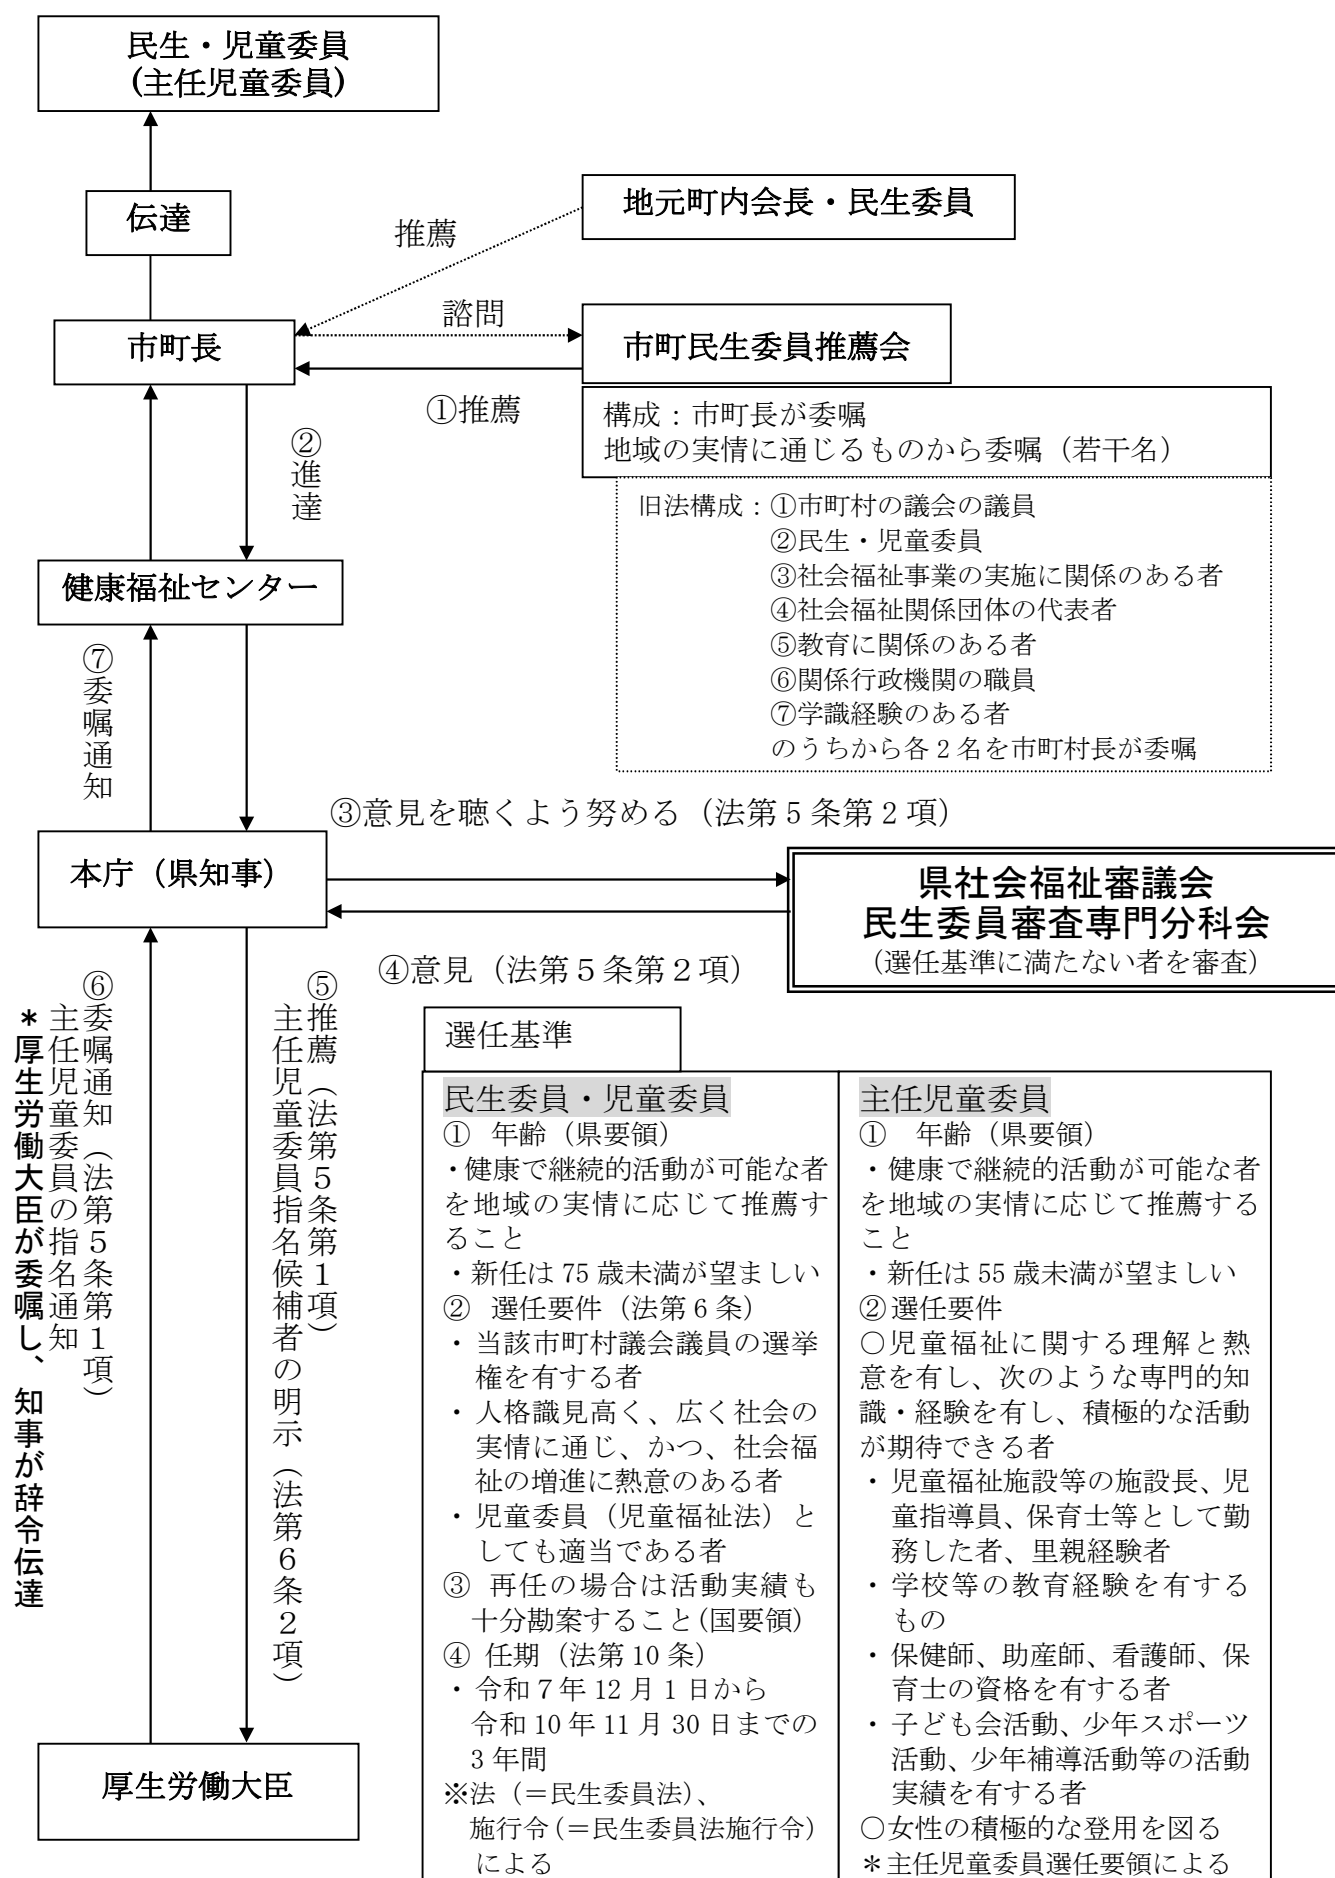 民生・児童委員
(主任児童委員)
伝達
地元町内会長・民生委員
推薦
諮問
市町長
市町民生委員推薦会
①推薦
構成：市町長が委嘱
地域の実情に通じるものから委嘱（若干名）
②進達
旧法構成：①市町村の議会の議員
②民生・児童委員
③社会福祉事業の実施に関係のある者
④社会福祉関係団体の代表者
⑤教育に関係のある者
⑥関係行政機関の職員
⑦学識経験のある者
のうちから各２名を市町村長が委嘱
健康福祉センター
⑦委嘱通知
③意見を聴くよう努める（法第５条第２項）
本庁（県知事）
県社会福祉審議会
民生委員審査専門分科会
（選任基準に満たない者を審査）
④意見（法第５条第２項）
⑥委嘱通知（法第５条第１項）
主任児童委員の指名通知
＊厚生労働大臣が委嘱し、知事が辞令伝達
⑤推薦（法第５条第１項）
主任児童委員指名候補者の明示（法第６条２項）
厚生労働大臣
選任基準
民生委員・児童委員
① 年齢（県要領）
・健康で継続的活動が可能な者
を地域の実情に応じて推薦す
ること
・新任は 75 歳未満が望ましい
② 選任要件（法第６条）
・ 当該市町村議会議員の選挙
権を有する者
・ 人格識見高く、広く社会の
実情に通じ、かつ、社会福
祉の増進に熱意のある者
・ 児童委員（児童福祉法）と
しても適当である者
③ 再任の場合は活動実績も
十分勘案すること(国要領)
④ 任期（法第 10 条）
・ 令和７年 12 月 1 日から
令和 10 年 11 月 30 日までの
3 年間
※法（＝民生委員法）、
施行令(＝民生委員法施行令)
による
主任児童委員
① 年齢（県要領）
・健康で継続的活動が可能な者
を地域の実情に応じて推薦する
こと
・新任は 55 歳未満が望ましい
②選任要件
○児童福祉に関する理解と熱
意を有し、次のような専門的知
識・経験を有し、積極的な活動
が期待できる者
・ 児童福祉施設等の施設長、児
童指導員、保育士等として勤
務した者、里親経験者
・ 学校等の教育経験を有する
もの
・ 保健師、助産師、看護師、保
育士の資格を有する者
・ 子ども会活動、少年スポーツ
活動、少年補導活動等の活動
実績を有する者
○女性の積極的な登用を図る
＊主任児童委員選任要領による